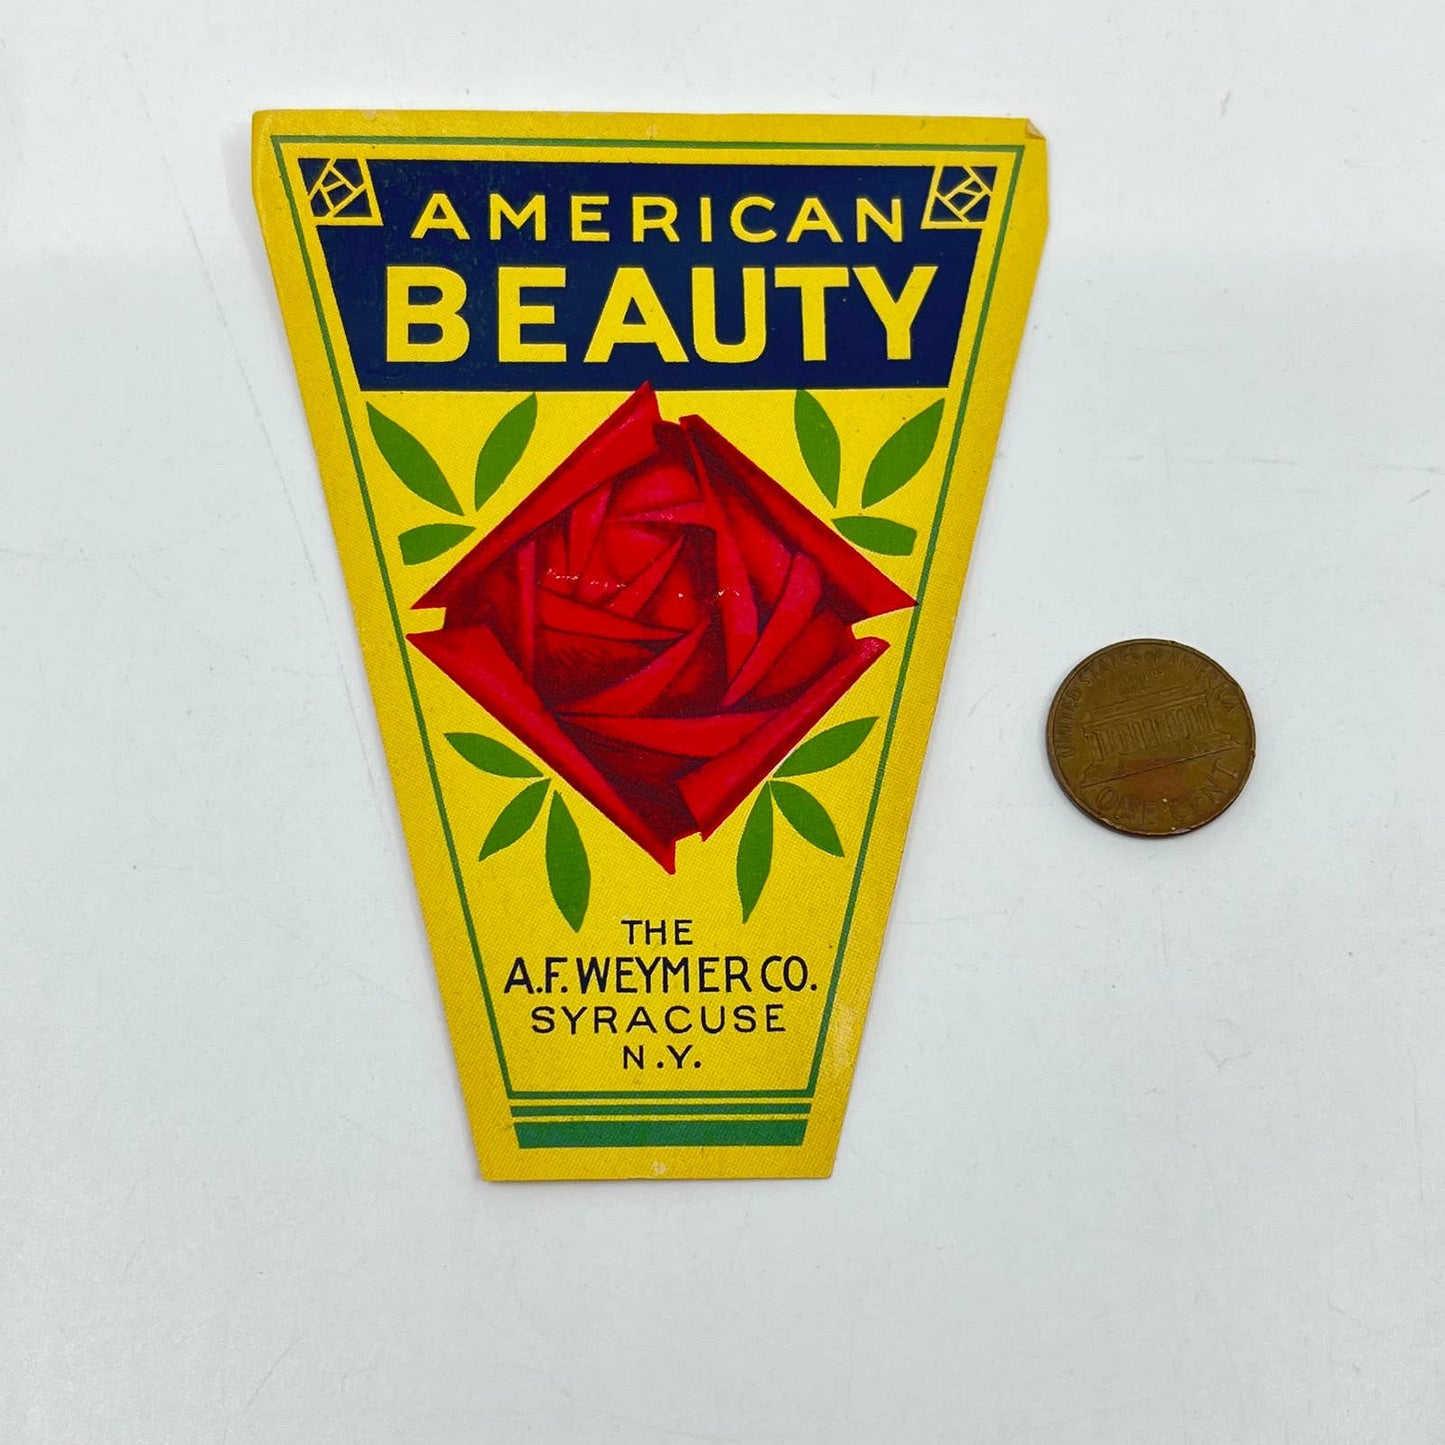 AMERICAN
BEAUTY
THE
A.F. WEYMER CO.
SYRACUSE
N.Y.
UNITED STATES OF AMERICA
ONE CENT